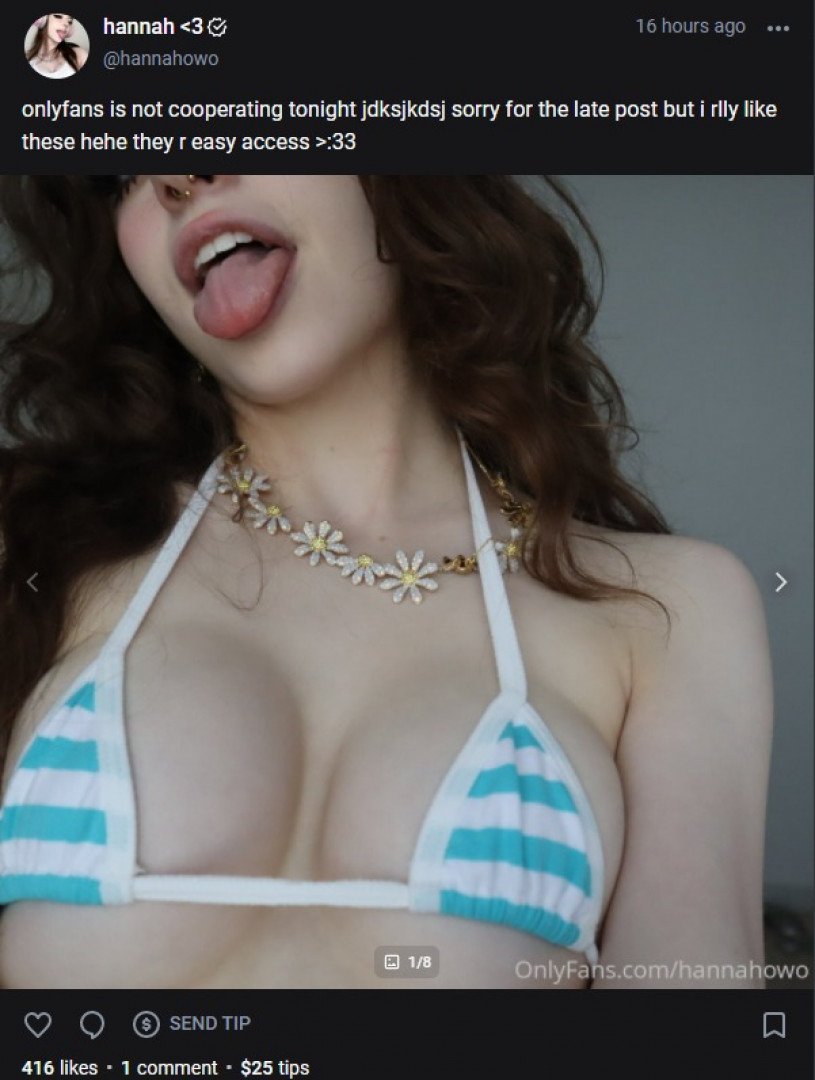 hannah <3
16 hours ago
@hannahowo
onlyfans is not cooperating tonight jdksjkdsj sorry for the late post but i rlly like
these hehe they r easy access >:33
1/8
OnlyFans.com/hannahowo
SEND TIP
416 likes • 1 comment • $25 tips